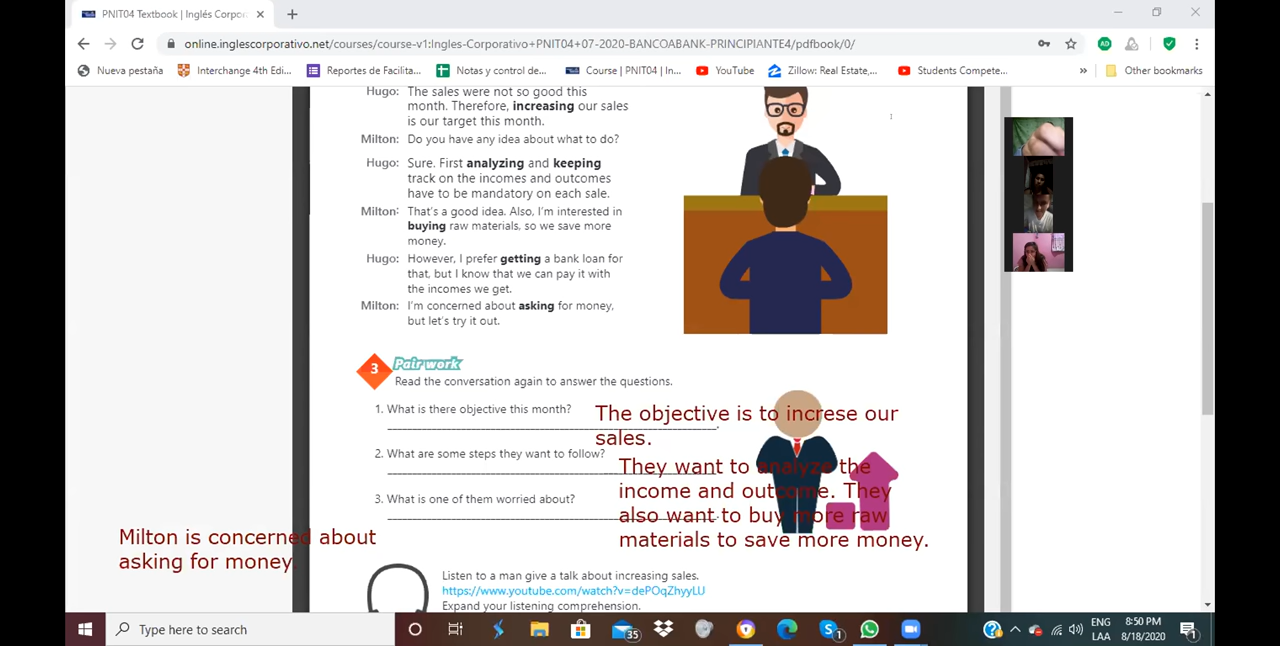 PNIT04 Textbook | Inglés Corpora
online.inglescorporativo.net/courses/course-v1:Ingles-Corporativo+PNIT04+07-2020-BANCOABANK-PRINCIPIANTE4/pdfbook/0/
Nueva pestaña
Interchange 4th Edi...
Reportes de Facilita...
Notas y control de...
Course | PNIT04 | In...
YouTube
Zillow: Real Estate,...
Students Compete...
»
Other bookmarks
Hugo: The sales were not so good this
month. Therefore, increasing our sales
is our target this month.
Milton: Do you have any idea about what to do?
Hugo: Sure. First analyzing and keeping
track on the incomes and outcomes
have to be mandatory on each sale.
Milton: That's a good idea. Also, I'm interested in
buying raw materials, so we save more
money.
Hugo: However, I prefer getting a bank loan for
that, but I know that we can pay it with
the incomes we get.
Milton: I'm concerned about asking for money,
but let's try it out.
3 Pair work
Read the conversation again to answer the questions.
1. What is there objective this month?
The objective is to increse our
sales.
2. What are some steps they want to follow?
They want to analyze the
income and outcome. They
also want to buy more raw
materials to save more money.
3. What is one of them worried about?
Milton is concerned about
asking for money.
Listen to a man give a talk about increasing sales.
https://www.youtube.com/watch?v=dePOqZhyyLU
Expand your listening comprehension.
Type here to search
35
1
ENG
LAA
8:50 PM
8/18/2020
1